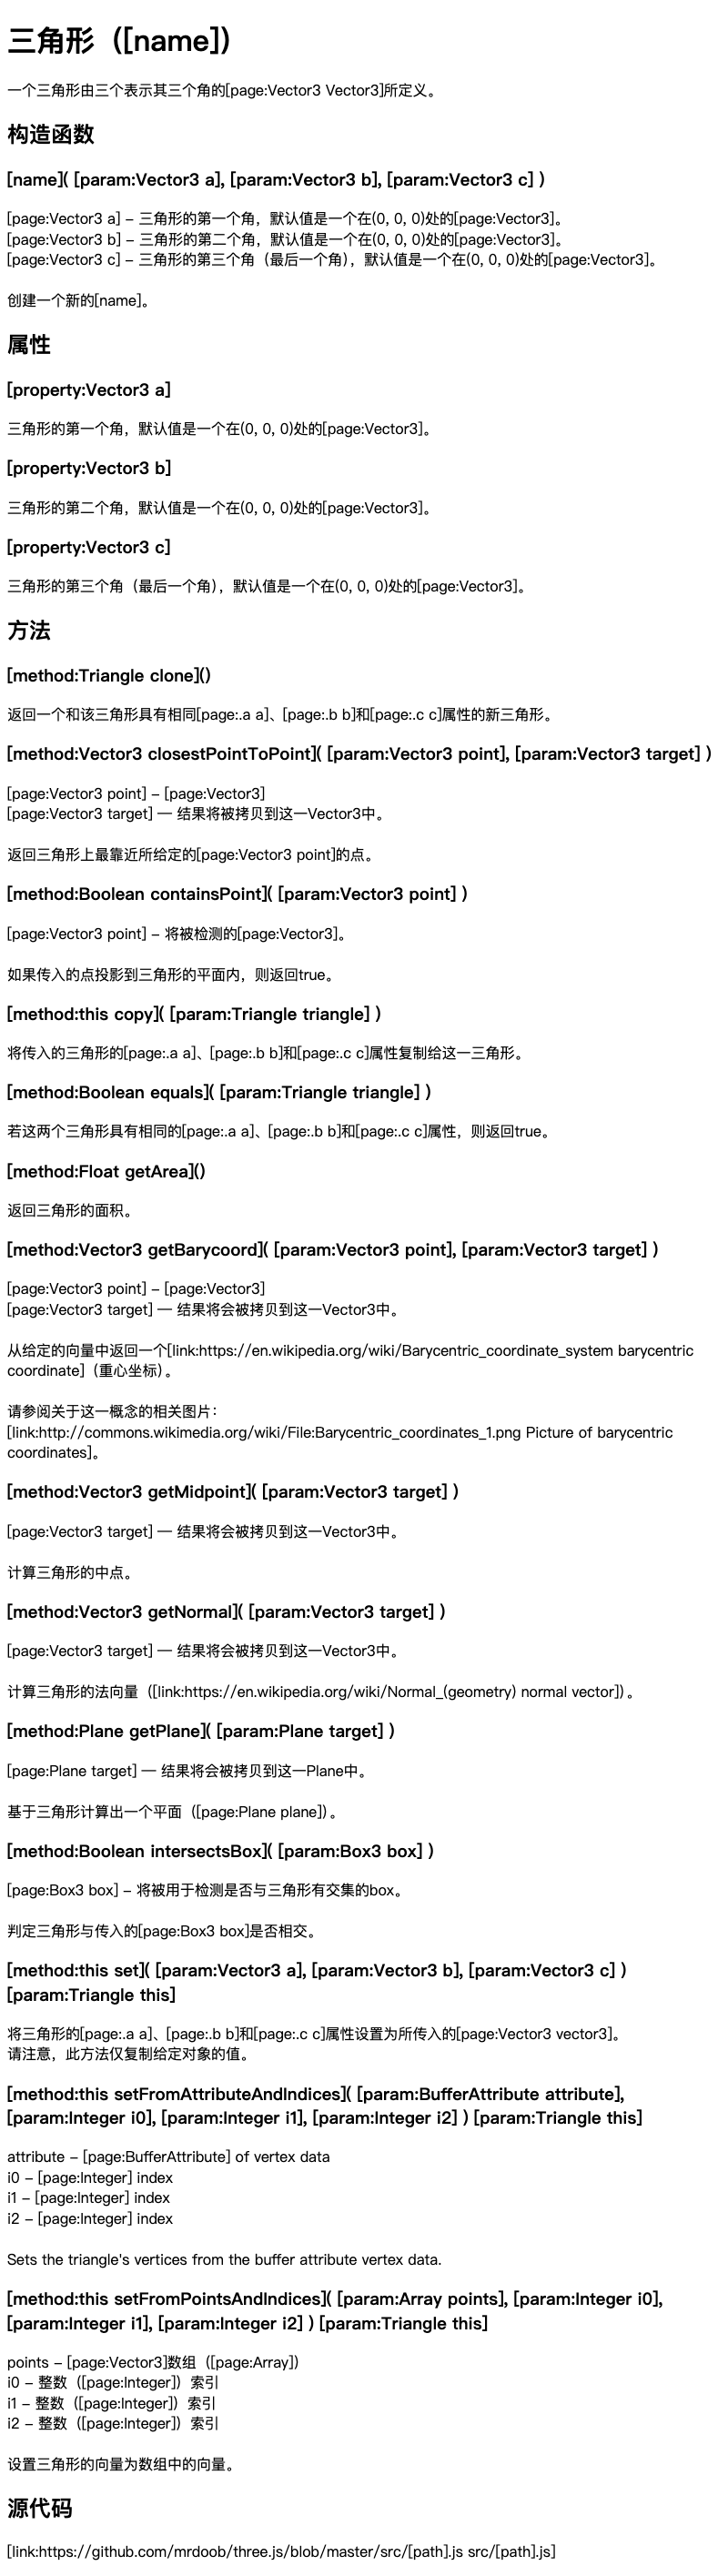 三角形（[name]）
一个三角形由三个表示其三个角的[page:Vector3 Vector3]所定义。
构造函数
[name]( [param:Vector3 a], [param:Vector3 b], [param:Vector3 c] )
[page:Vector3 a] - 三角形的第一个角，默认值是一个在(0, 0, 0)处的[page:Vector3]。
[page:Vector3 b] - 三角形的第二个角，默认值是一个在(0, 0, 0)处的[page:Vector3]。
[page:Vector3 c] - 三角形的第三个角（最后一个角），默认值是一个在(0, 0, 0)处的[page:Vector3]。
创建一个新的[name]。
属性
[property:Vector3 a]
三角形的第一个角，默认值是一个在(0, 0, 0)处的[page:Vector3]。
[property:Vector3 b]
三角形的第二个角，默认值是一个在(0, 0, 0)处的[page:Vector3]。
[property:Vector3 c]
三角形的第三个角（最后一个角），默认值是一个在(0, 0, 0)处的[page:Vector3]。
方法
[method:Triangle clone]()
返回一个和该三角形具有相同[page:.a a]、[page:.b b]和[page:.c c]属性的新三角形。
[method:Vector3 closestPointToPoint]( [param:Vector3 point], [param:Vector3 target] )
[page:Vector3 point] - [page:Vector3]
[page:Vector3 target] — 结果将被拷贝到这一Vector3中。
返回三角形上最靠近所给定的[page:Vector3 point]的点。
[method:Boolean containsPoint]( [param:Vector3 point] )
[page:Vector3 point] - 将被检测的[page:Vector3]。
如果传入的点投影到三角形的平面内，则返回true。
[method:this copy]( [param:Triangle triangle] )
将传入的三角形的[page:.a a]、[page:.b b]和[page:.c c]属性复制给这一三角形。
[method:Boolean equals]( [param:Triangle triangle] )
若这两个三角形具有相同的[page:.a a]、[page:.b b]和[page:.c c]属性，则返回true。
[method:Float getArea]()
返回三角形的面积。
[method:Vector3 getBarycoord]( [param:Vector3 point], [param:Vector3 target] )
[page:Vector3 point] - [page:Vector3]
[page:Vector3 target] — 结果将会被拷贝到这一Vector3中。
从给定的向量中返回一个[link:https://en.wikipedia.org/wiki/Barycentric_coordinate_system barycentric
coordinate]（重心坐标）。
请参阅关于这一概念的相关图片：
[link:http://commons.wikimedia.org/wiki/File:Barycentric_coordinates_1.png Picture of barycentric
coordinates]。
[method:Vector3 getMidpoint]( [param:Vector3 target] )
[page:Vector3 target] — 结果将会被拷贝到这一Vector3中。
计算三角形的中点。
[method:Vector3 getNormal]( [param:Vector3 target] )
[page:Vector3 target] — 结果将会被拷贝到这一Vector3中。
计算三角形的法向量（[link:https://en.wikipedia.org/wiki/Normal_(geometry) normal vector]）。
[method:Plane getPlane]( [param:Plane target] )
[page:Plane target] — 结果将会被拷贝到这一Plane中。
基于三角形计算出一个平面（[page:Plane plane]）。
[method:Boolean intersectsBox]( [param:Box3 box] )
[page:Box3 box] - 将被用于检测是否与三角形有交集的box。
判定三角形与传入的[page:Box3 box]是否相交。
[method:this set]( [param:Vector3 a], [param:Vector3 b], [param:Vector3 c] )
[param:Triangle this]
将三角形的[page:.a a]、[page:.b b]和[page:.c c]属性设置为所传入的[page:Vector3 vector3]。
请注意，此方法仅复制给定对象的值。
[method:this setFromAttributeAndIndices]( [param:BufferAttribute attribute],
[param:Integer i0], [param:Integer i1], [param:Integer i2] ) [param:Triangle this]
attribute - [page:BufferAttribute] of vertex data
i0 - [page:Integer] index
i1 - [page:Integer] index
i2 - [page:Integer] index
Sets the triangle's vertices from the buffer attribute vertex data.
[method:this setFromPointsAndIndices]( [param:Array points], [param:Integer i0],
[param:Integer i1], [param:Integer i2] ) [param:Triangle this]
points - [page:Vector3]数组（[page:Array]）
i0 - 整数（[page:Integer]）索引
i1 - 整数（[page:Integer]）索引
i2 - 整数（[page:Integer]）索引
设置三角形的向量为数组中的向量。
源代码
[link:https://github.com/mrdoob/three.js/blob/master/src/[path].js src/[path].js]